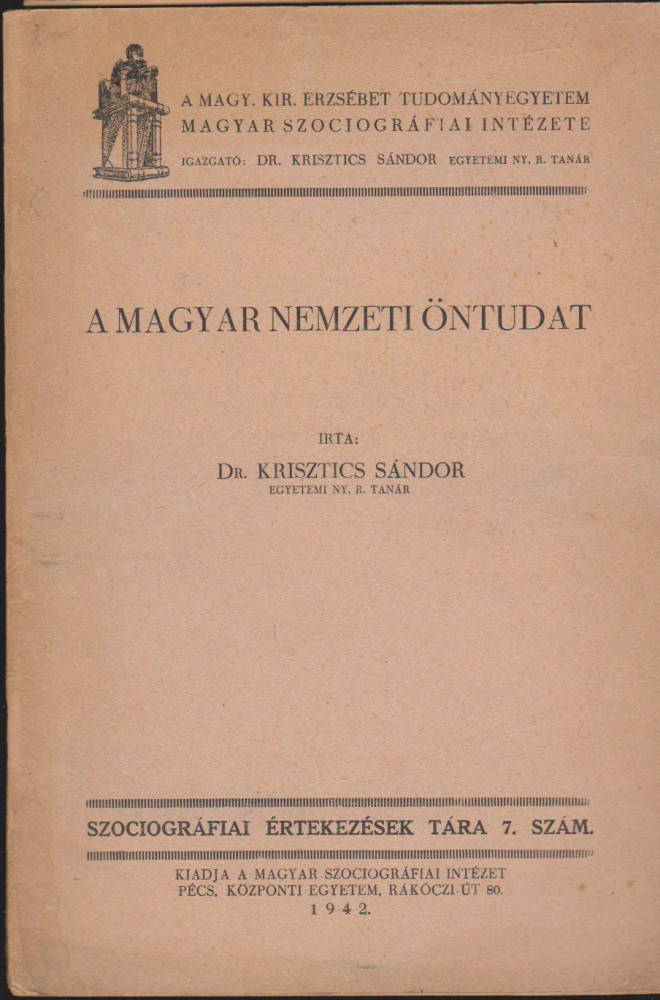 A MAGY. KIR. ERZSÉBET TUDOMÁNYEGYETEM
MAGYAR SZOCIOGRÁFIAI INTÉZETE
IGAZGATÓ: DR. KRISZTICS SÁNDOR EGYETEMI NY. R. TANÁR
A MAGYAR NEMZETI ÖNTUDAT
IRTA:
DR. KRISZTICS SÁNDOR
EGYETEMI NY. R. TANÁR
SZOCIOGRÁFIAI ÉRTEKEZÉSEK TÁRA 7. SZÁM.
KIADJA A MAGYAR SZOCIOGRÁFIAI INTÉZET
PÉCS, KÖZPONTI EGYETEM, RÁKÓCZI-ÚT 80.
1942.